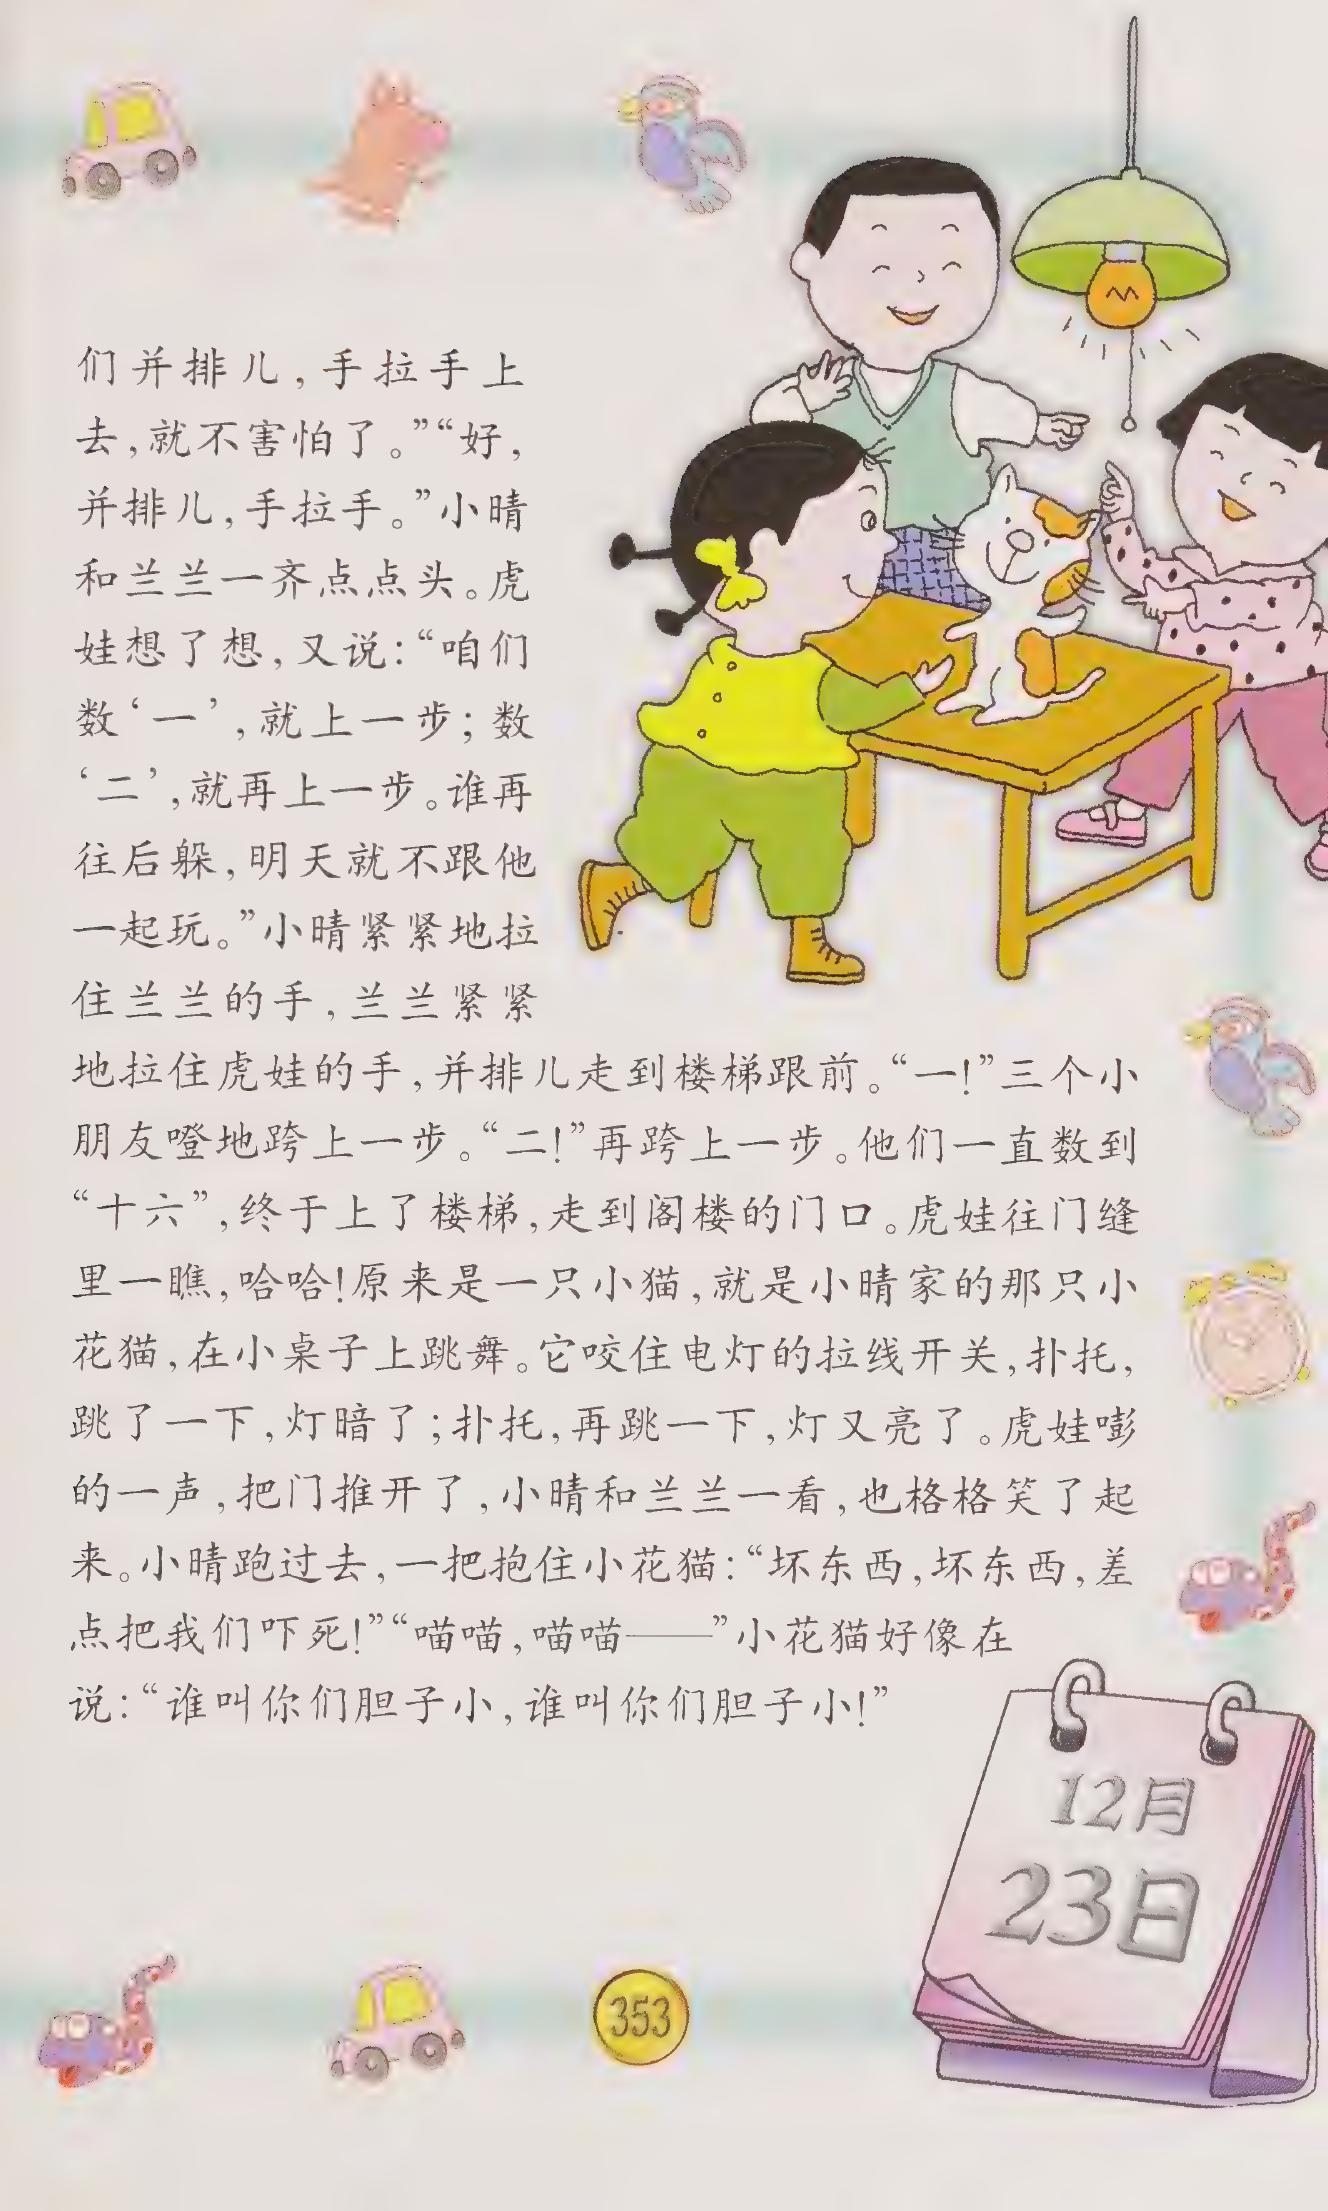 们并排儿,手拉手上
去,就不害怕了。”“好,
并排儿,手拉手。”小晴
和兰兰一齐点点头。虎
娃想了想,又说:“咱们
数‘一’,就上一步;数
‘二’,就再上一步。谁再
往后躲,明天就不跟他
一起玩。”小晴紧紧地拉
住兰兰的手,兰兰紧紧
地拉住虎娃的手,并排儿走到楼梯跟前。“一!”三个小
朋友噔地跨上一步。“二!”再跨上一步。他们一直数到
“十六”,终于上了楼梯,走到阁楼的门口。虎娃往门缝
里一瞧,哈哈!原来是一只小猫,就是小晴家的那只小
花猫,在小桌子上跳舞。它咬住电灯的拉线开关,扑托,
跳了一下,灯暗了;扑托,再跳一下,灯又亮了。虎娃嘭
的一声,把门推开了,小晴和兰兰一看,也格格笑了起
来。小晴跑过去,一把抱住小花猫:“坏东西,坏东西,差
点把我们吓死!”“喵喵,喵喵——”小花猫好像在
说:“谁叫你们胆子小,谁叫你们胆子小!”
12月
23日
353